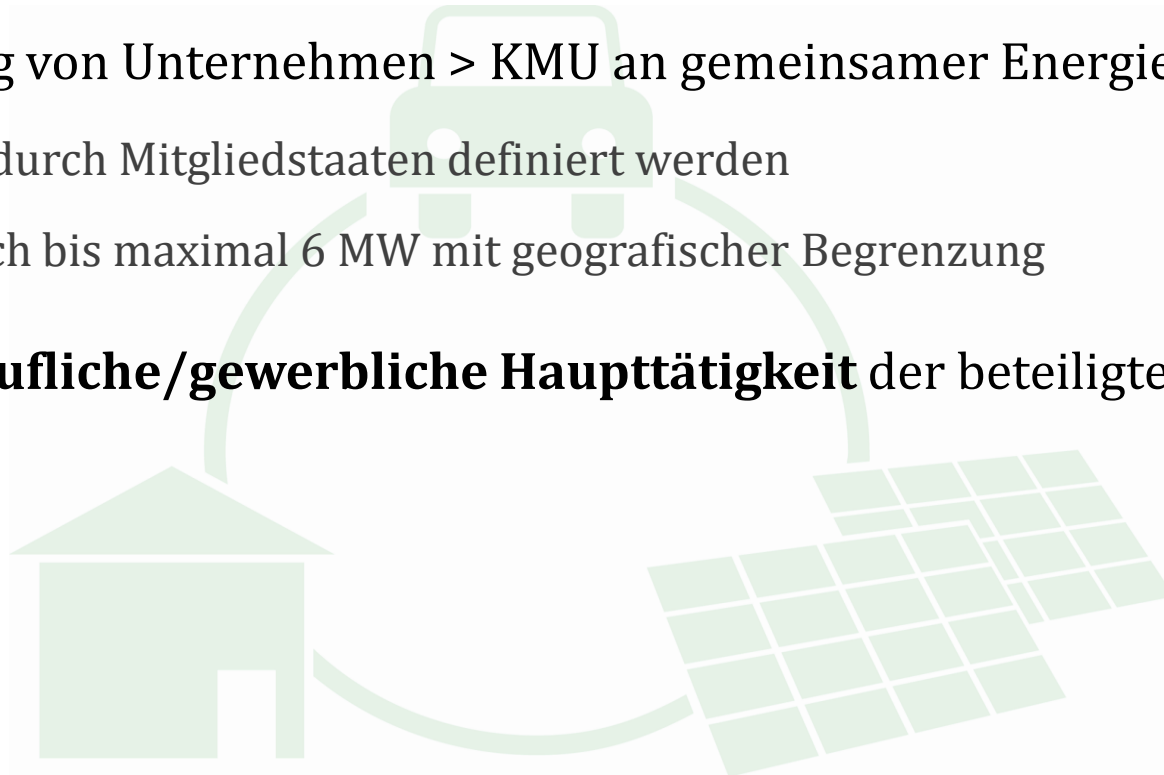 g von Unternehmen > KMU an gemeinsamer Energie
durch Mitgliedstaaten definiert werden
ch bis maximal 6 MW mit geografischer Begrenzung
ufliche/gewerbliche Haupttätigkeit der beteiligte